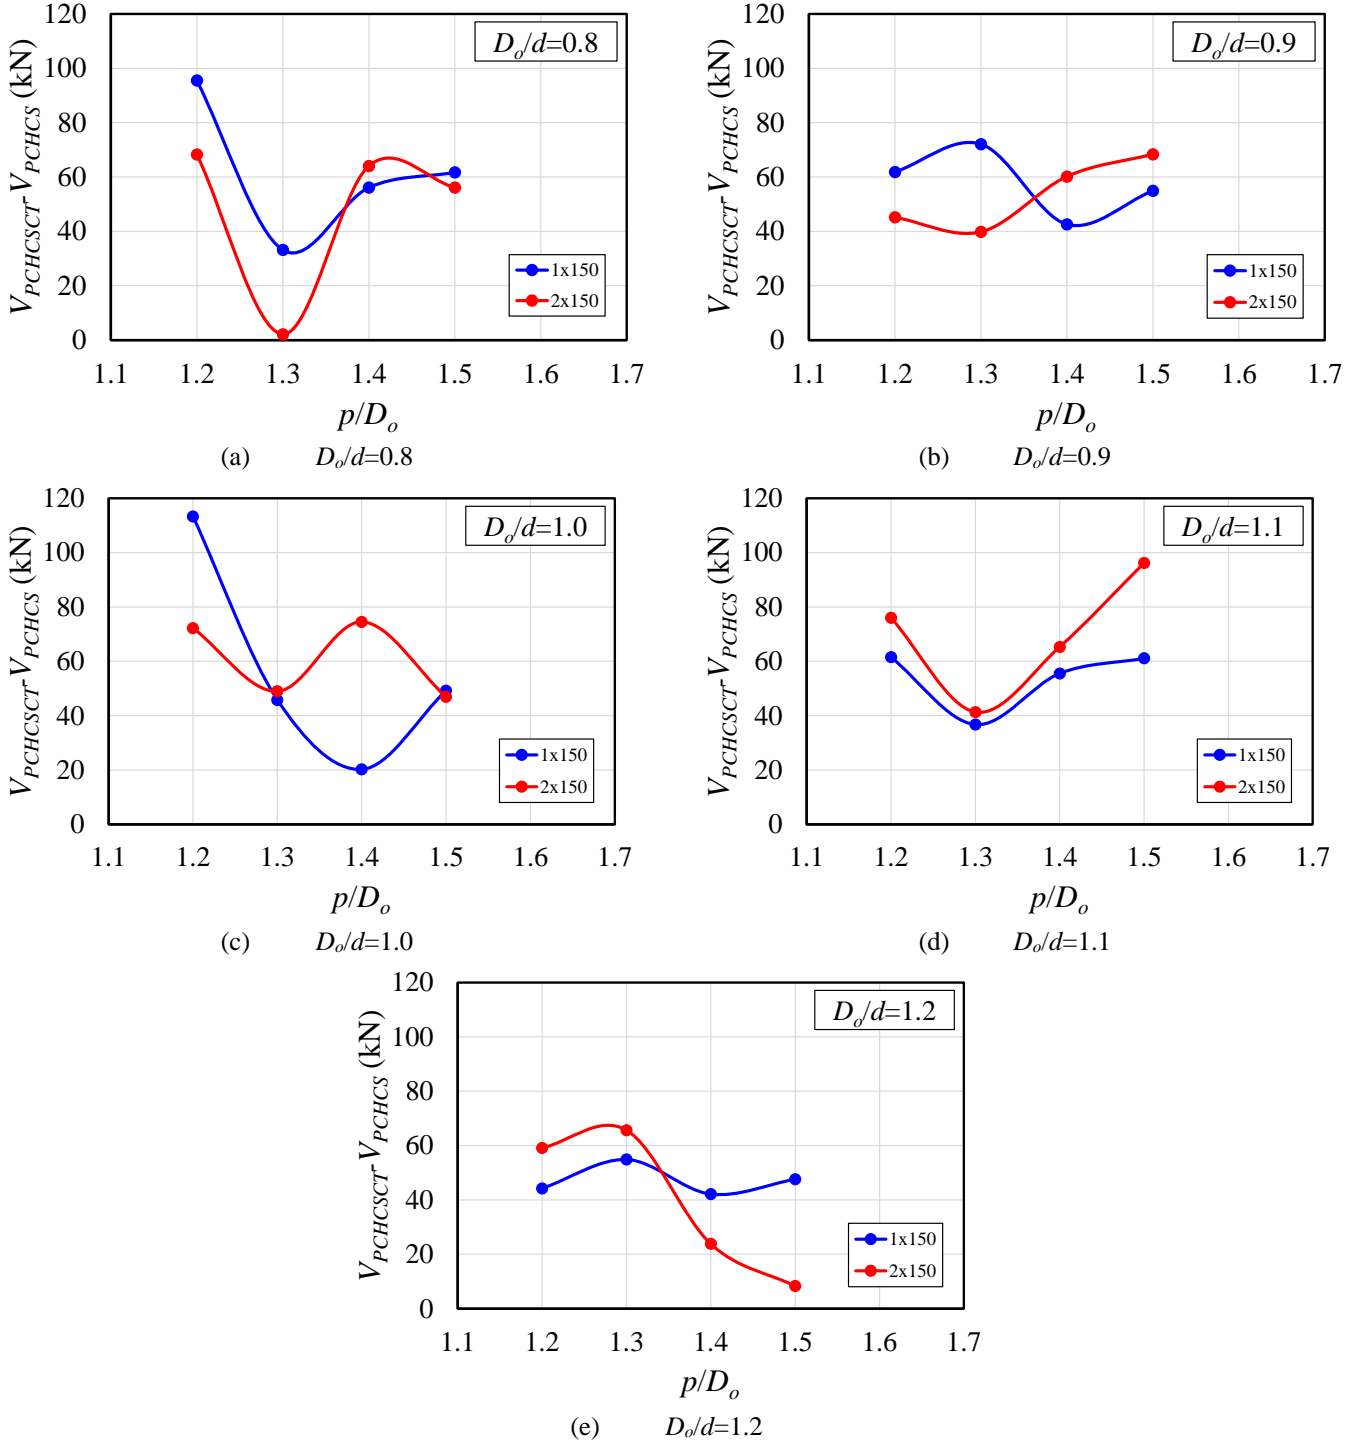 120
100
80
60
40
20
0
V_PCHCSCT-V_PCHCS (kN)
D_o/d=0.8
1x150
2x150
1.1 1.2 1.3 1.4 1.5 1.6 1.7
p/D_o
(a) D_o/d=0.8
120
100
80
60
40
20
0
V_PCHCSCT-V_PCHCS (kN)
D_o/d=0.9
1x150
2x150
1.1 1.2 1.3 1.4 1.5 1.6 1.7
p/D_o
(b) D_o/d=0.9
120
100
80
60
40
20
0
V_PCHCSCT-V_PCHCS (kN)
D_o/d=1.0
1x150
2x150
1.1 1.2 1.3 1.4 1.5 1.6 1.7
p/D_o
(c) D_o/d=1.0
120
100
80
60
40
20
0
V_PCHCSCT-V_PCHCS (kN)
D_o/d=1.1
1x150
2x150
1.1 1.2 1.3 1.4 1.5 1.6 1.7
p/D_o
(d) D_o/d=1.1
120
100
80
60
40
20
0
V_PCHCSCT-V_PCHCS (kN)
D_o/d=1.2
1x150
2x150
1.1 1.2 1.3 1.4 1.5 1.6 1.7
p/D_o
(e) D_o/d=1.2